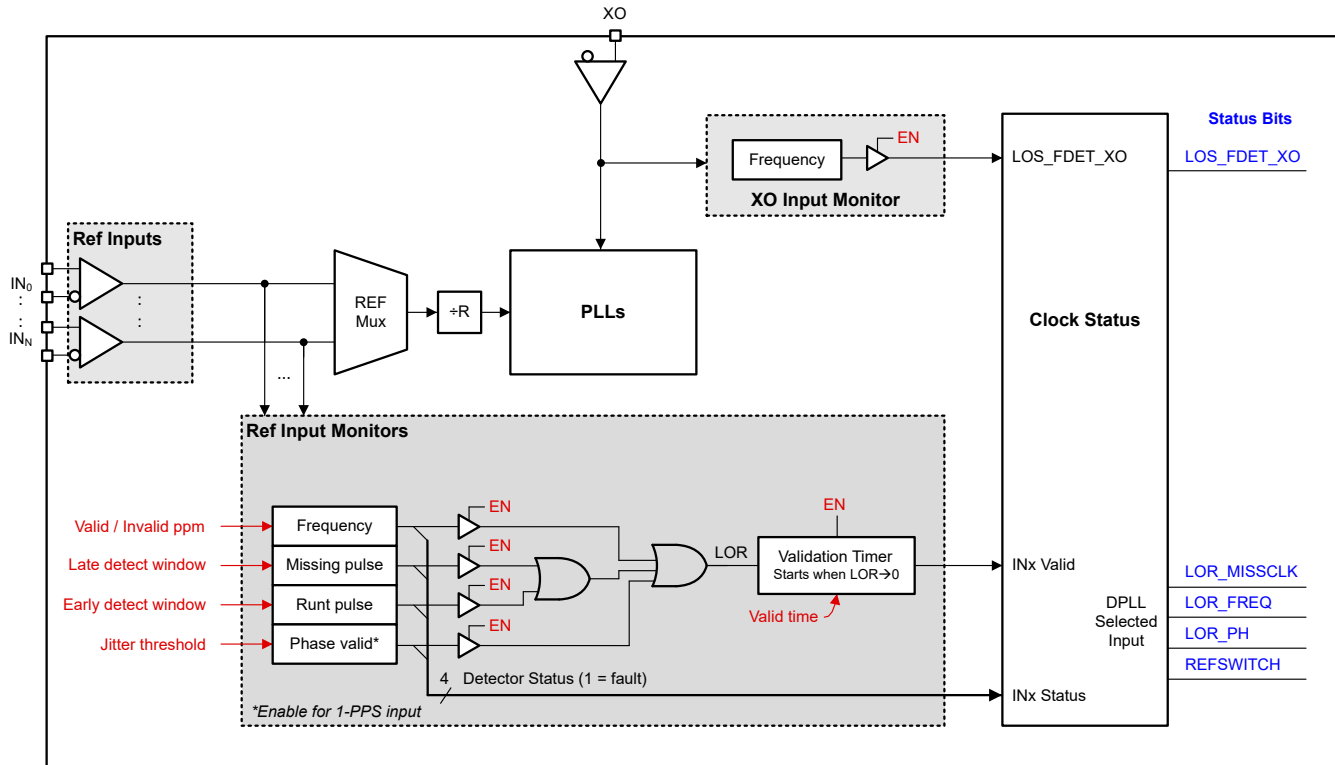 XO
Status Bits
EN
Frequency
LOS_FDET_XO
LOS_FDET_XO
XO Input Monitor
Ref Inputs
IN₀
:
:
IN_N
:
:
REF
Mux
÷R
PLLs
Clock Status
...
Ref Input Monitors
EN
EN
Valid / Invalid ppm
Frequency
EN
LOR
Validation Timer
Starts when LOR→0
Late detect window
Missing pulse
INx Valid
LOR_MISSCLK
EN
Early detect window
Runt pulse
Valid time
DPLL
Selected
Input
LOR_FREQ
EN
Jitter threshold
Phase valid*
LOR_PH
REFSWITCH
4
Detector Status (1 = fault)
INx Status
*Enable for 1-PPS input